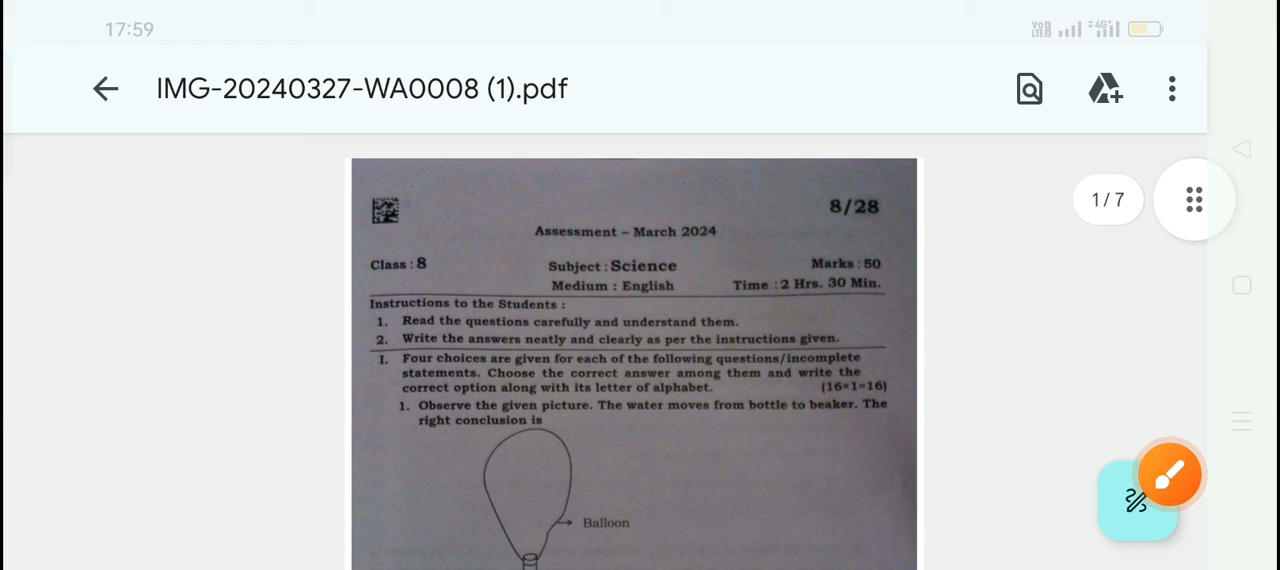 17:59
Vo)
LTE2
4G+
IMG-20240327-WA0008 (1).pdf
1/7
8/28
Assessment – March 2024
Class : 8
Subject : Science
Marks : 50
Medium : English
Time : 2 Hrs. 30 Min.
Instructions to the Students :
1. Read the questions carefully and understand them.
2. Write the answers neatly and clearly as per the instructions given.
I. Four choices are given for each of the following questions/incomplete
statements. Choose the correct answer among them and write the
correct option along with its letter of alphabet. (16×1=16)
1. Observe the given picture. The water moves from bottle to beaker. The
right conclusion is
Balloon